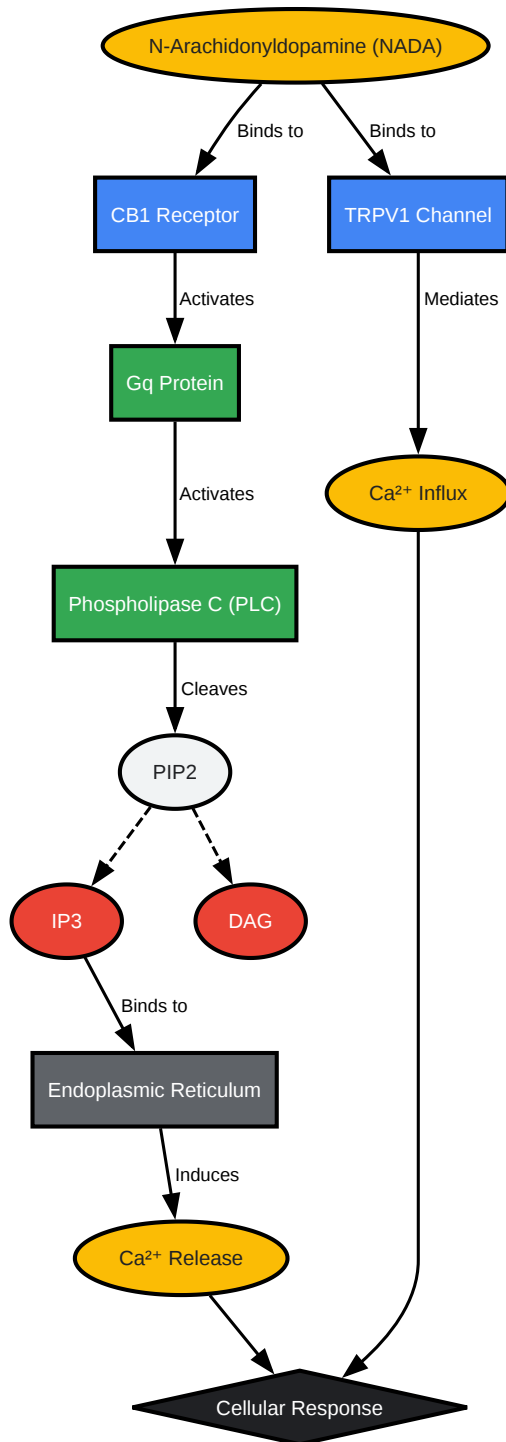 N-Arachidonyldopamine (NADA)
Binds to
Binds to
CB1 Receptor
TRPV1 Channel
Activates
Mediates
Gq Protein
Ca²⁺ Influx
Activates
Phospholipase C (PLC)
Cleaves
PIP2
IP3
DAG
Binds to
Endoplasmic Reticulum
Induces
Ca²⁺ Release
Cellular Response